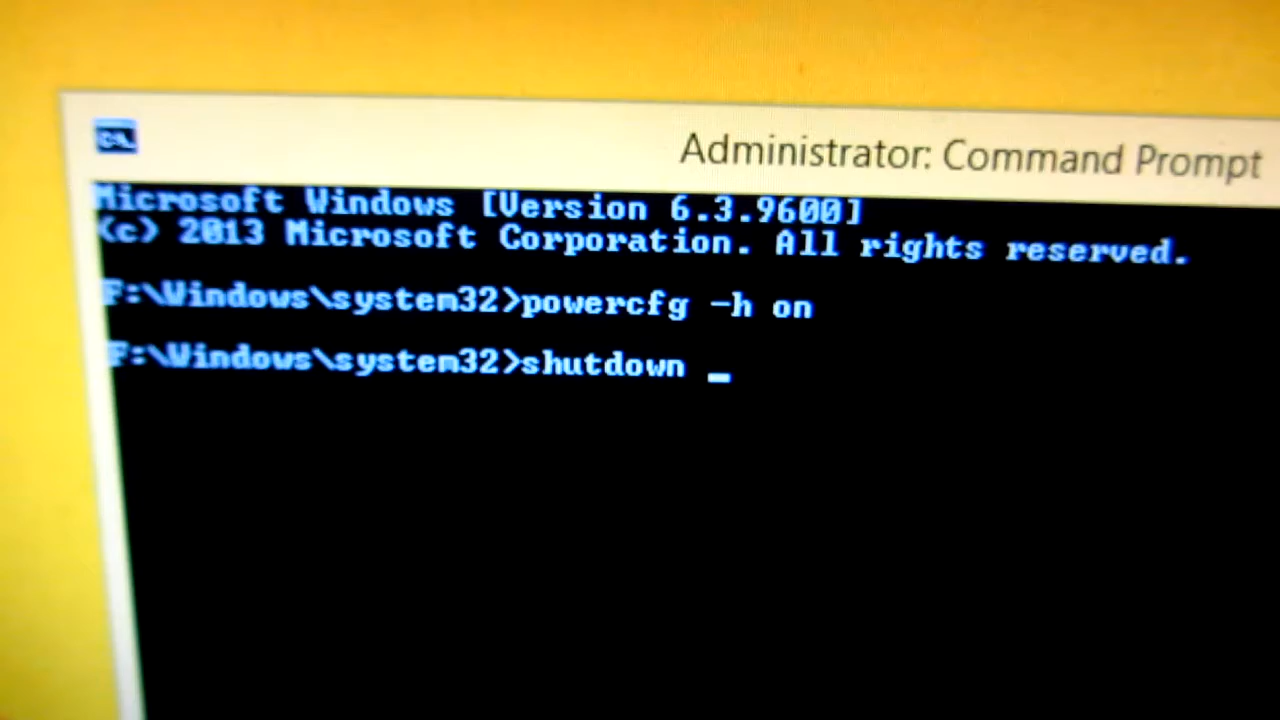 Administrator: Command Prompt
Microsoft Windows [Version 6.3.9600]
(c) 2013 Microsoft Corporation. All rights reserved.
F:\Windows\system32>powercfg -h on
F:\Windows\system32>shutdown _